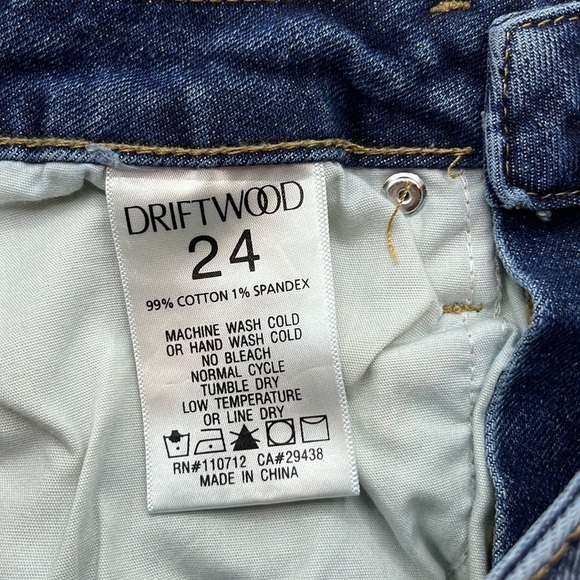 DRIFTWOOD
24
99% COTTON 1% SPANDEX
MACHINE WASH COLD
OR HAND WASH COLD
NO BLEACH
NORMAL CYCLE
TUMBLE DRY
LOW TEMPERATURE
OR LINE DRY
RN#110712 CA#29438
MADE IN CHINA